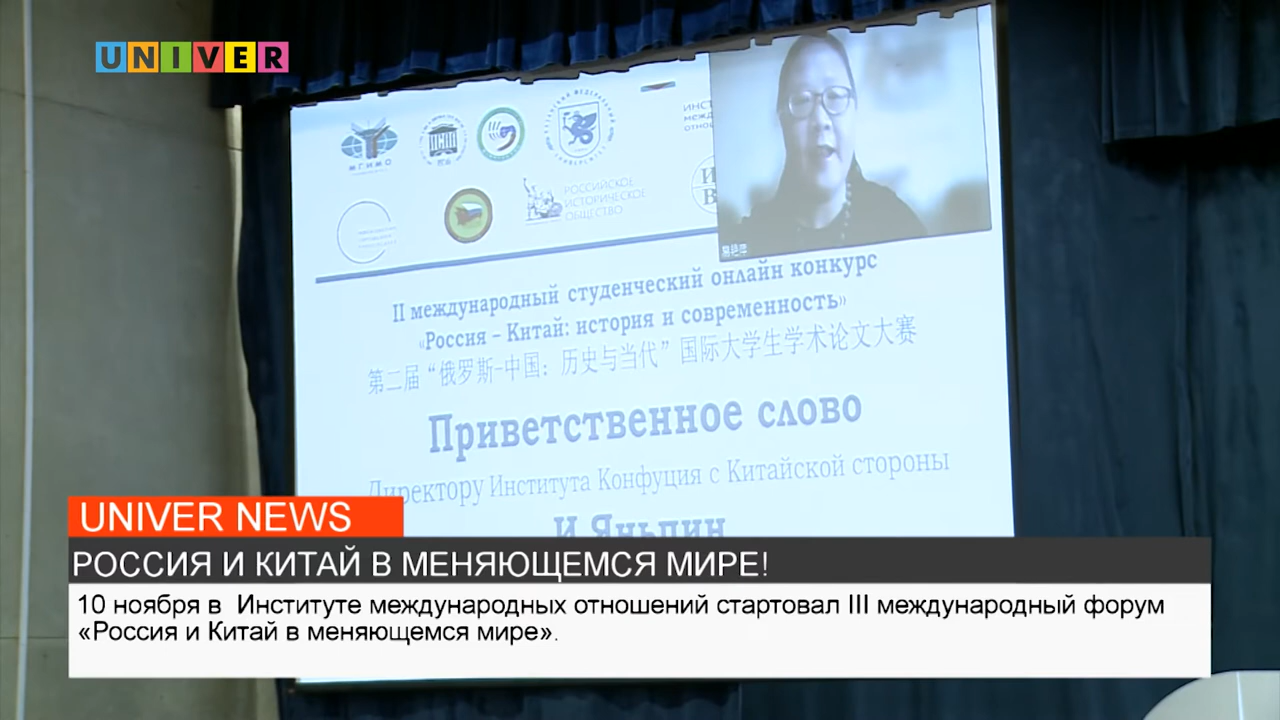 UNIVER
МГИМО
РОССИЙСКОЕ
ИСТОРИЧЕСКОЕ
ОБЩЕСТВО
II международный студенческий онлайн конкурс
«Россия – Китай: история и современность»
第二届“俄罗斯-中国：历史与当代”国际大学生学术论文大赛
Приветственное слово
Директору Института Конфуция с Китайской стороны
И Яньпин
UNIVER NEWS
РОССИЯ И КИТАЙ В МЕНЯЮЩЕМСЯ МИРЕ!
10 ноября в Институте международных отношений стартовал III международный форум
«Россия и Китай в меняющемся мире».